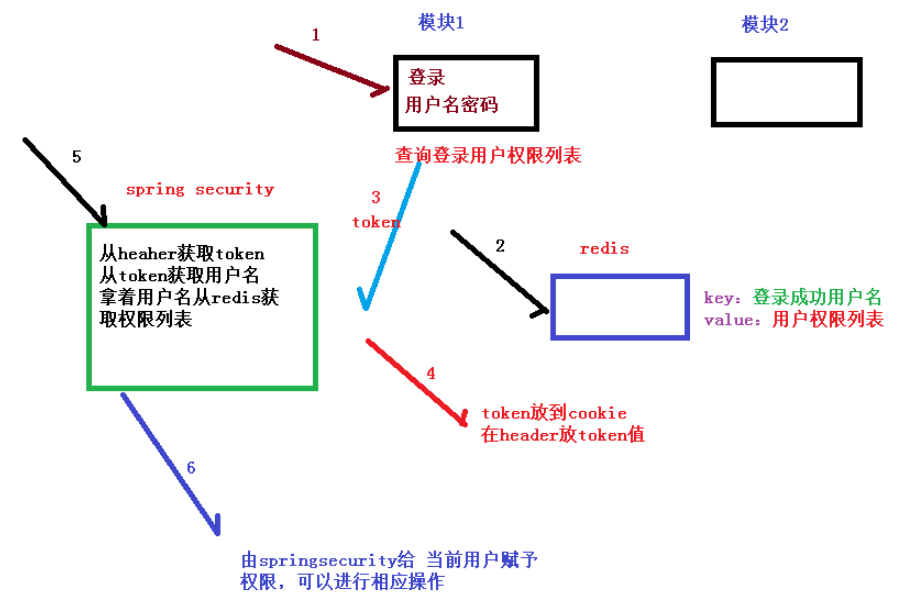 模块1
模块2
1
登录
用户名密码
查询登录用户权限列表
5
spring security
3
token
2
redis
从heaher获取token
从token获取用户名
拿着用户名从redis获
取权限列表
key：登录成功用户名
value：用户权限列表
4
token放到cookie
在header放token值
6
由springsecurity给 当前用户赋予
权限，可以进行相应操作